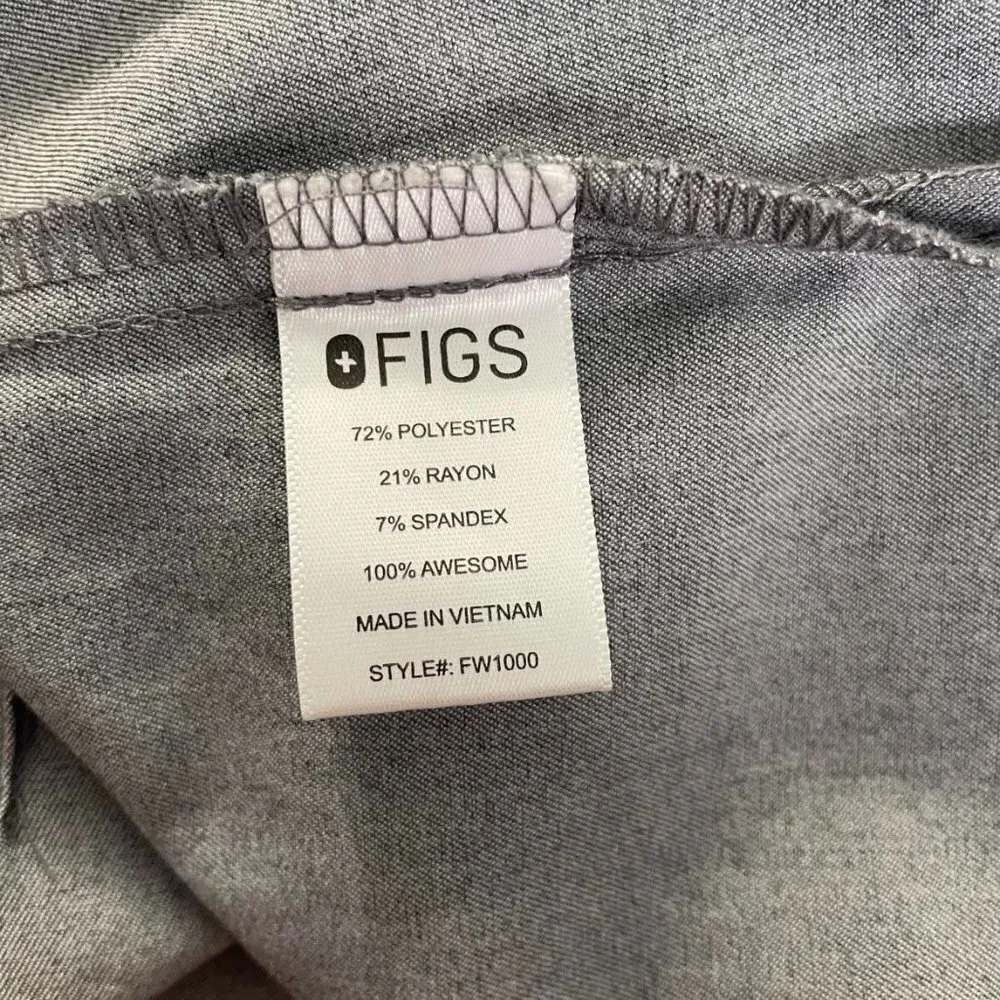 FIGS
72% POLYESTER
21% RAYON
7% SPANDEX
100% AWESOME
MADE IN VIETNAM
STYLE#: FW1000